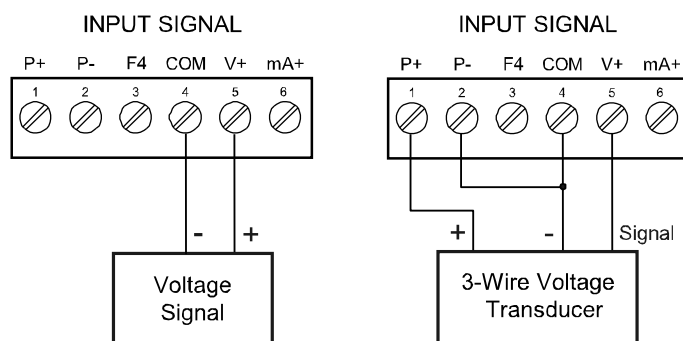 INPUT SIGNAL
P+ P- F4 COM V+ mA+
1 2 3 4 5 6
- +
Voltage
Signal
INPUT SIGNAL
P+ P- F4 COM V+ mA+
1 2 3 4 5 6
+ - Signal
3-Wire Voltage
Transducer